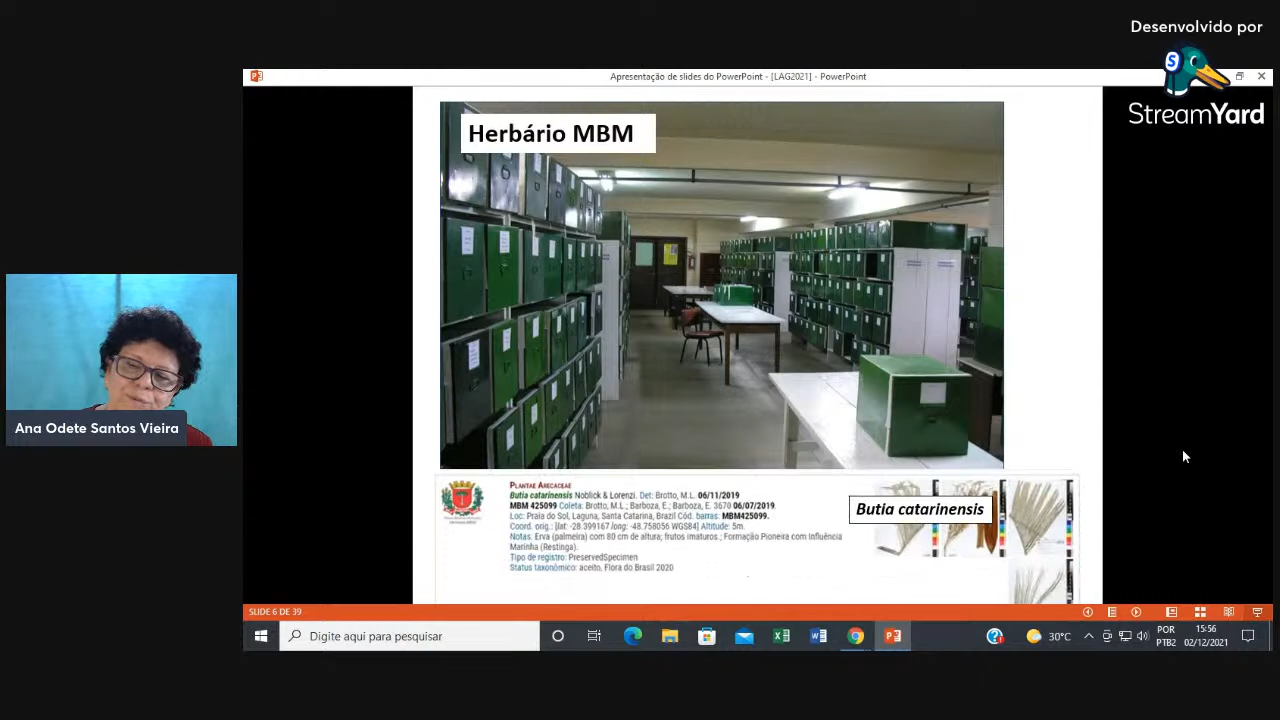 Desenvolvido por
StreamYard
Apresentação de slides do PowerPoint - [LAG2021] - PowerPoint
Herbário MBM
Ana Odete Santos Vieira
PLANTAE ARECACEAE
Butia catarinensis Noblick & Lorenzi. Det: Brotto, M.L. 06/11/2019
MBM 425099 Coleta: Brotto, M.L.; Barboza, E.; Barboza, E. 3670 06/07/2019.
Loc: Praia do Sol, Laguna, Santa Catarina, Brazil Cód. barras: MBM425099.
Coord. orig.: [lat: -28.399167 long: -48.758056 WGS84] Altitude: 5m.
Notas. Erva (palmeira) com 80 cm de altura; frutos imaturos.; Formação Pioneira com Influência
Marinha (Restinga).
Tipo de registro: PreservedSpecimen
Status taxonômico: aceito, Flora do Brasil 2020
Butia catarinensis
SLIDE 6 DE 39
Digite aqui para pesquisar
30°C
POR
PTB2
15:56
02/12/2021